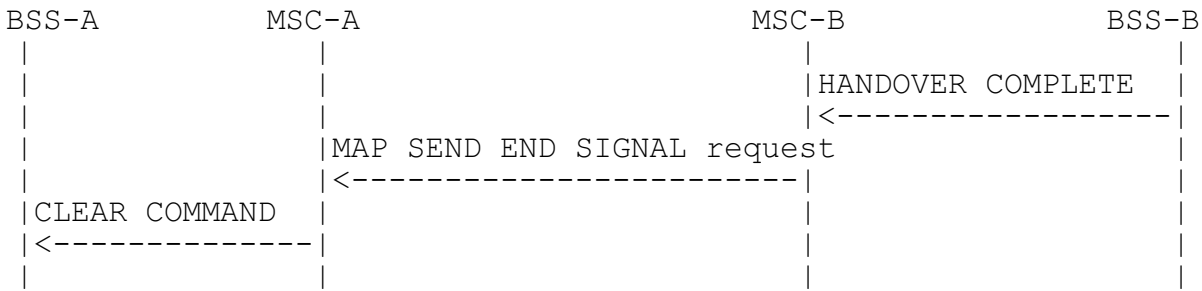 BSS-A MSC-A MSC-B BSS-B
HANDOVER COMPLETE
MAP SEND END SIGNAL request
CLEAR COMMAND